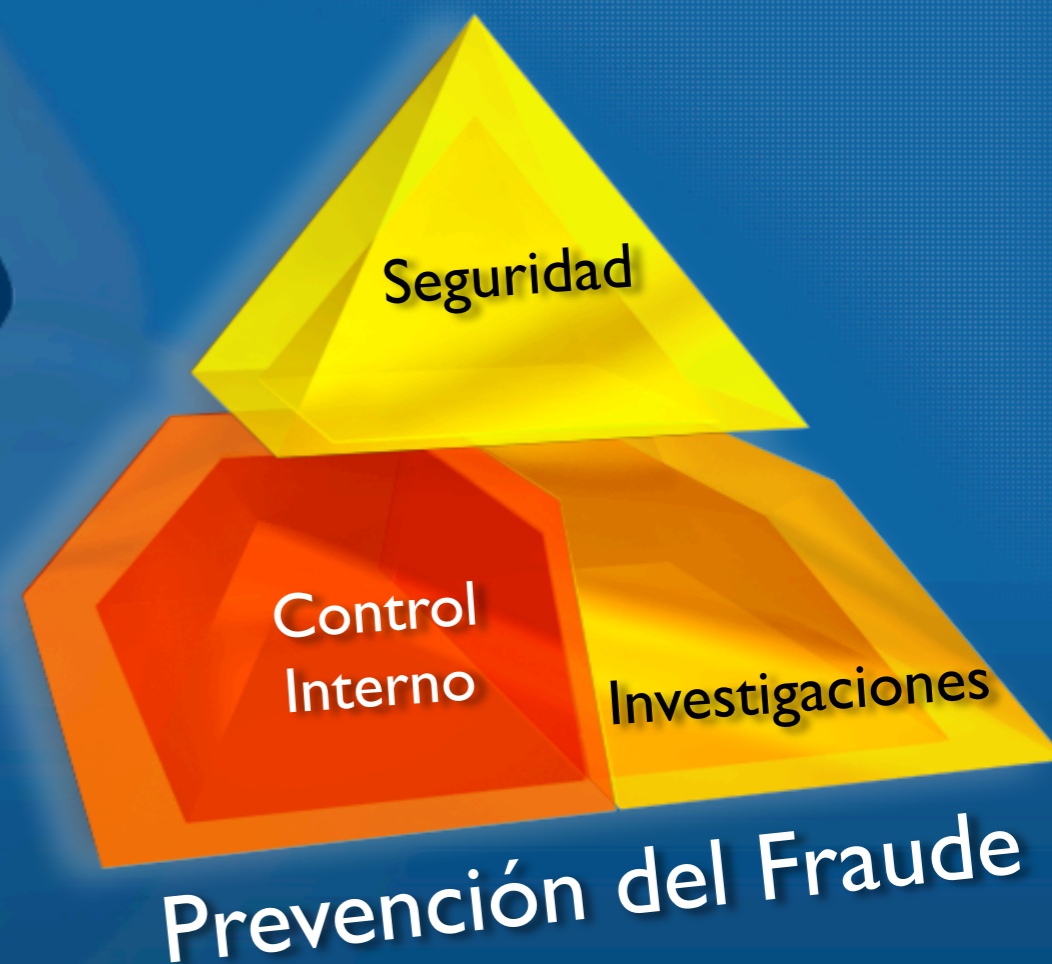 Seguridad
Control
Interno
Investigaciones
Prevención del Fraude